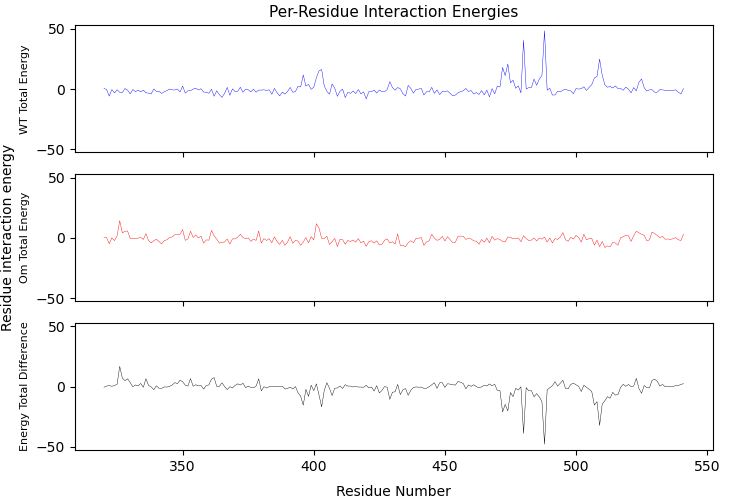 Per-Residue Interaction Energies
Residue interaction energy
WT Total Energy
50
0
−50
Om Total Energy
50
0
−50
Energy Total Difference
50
0
−50
350 400 450 500 550
Residue Number